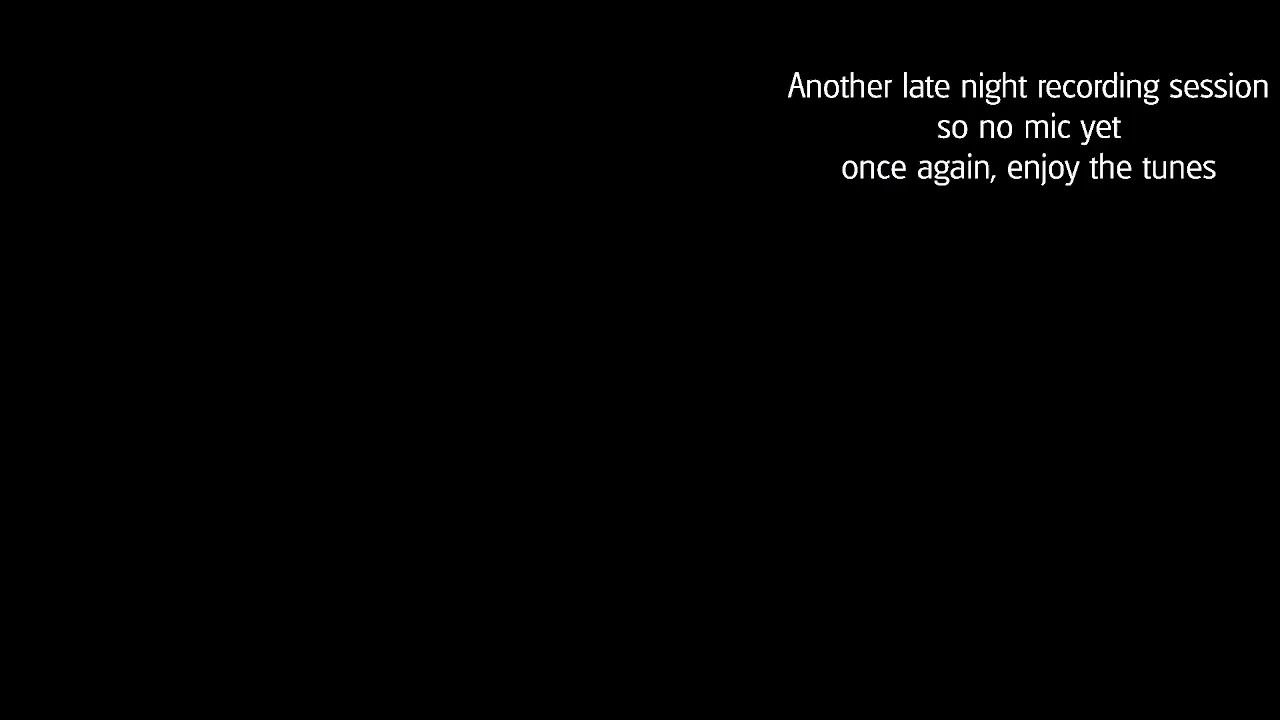 Another late night recording session
so no mic yet
once again, enjoy the tunes